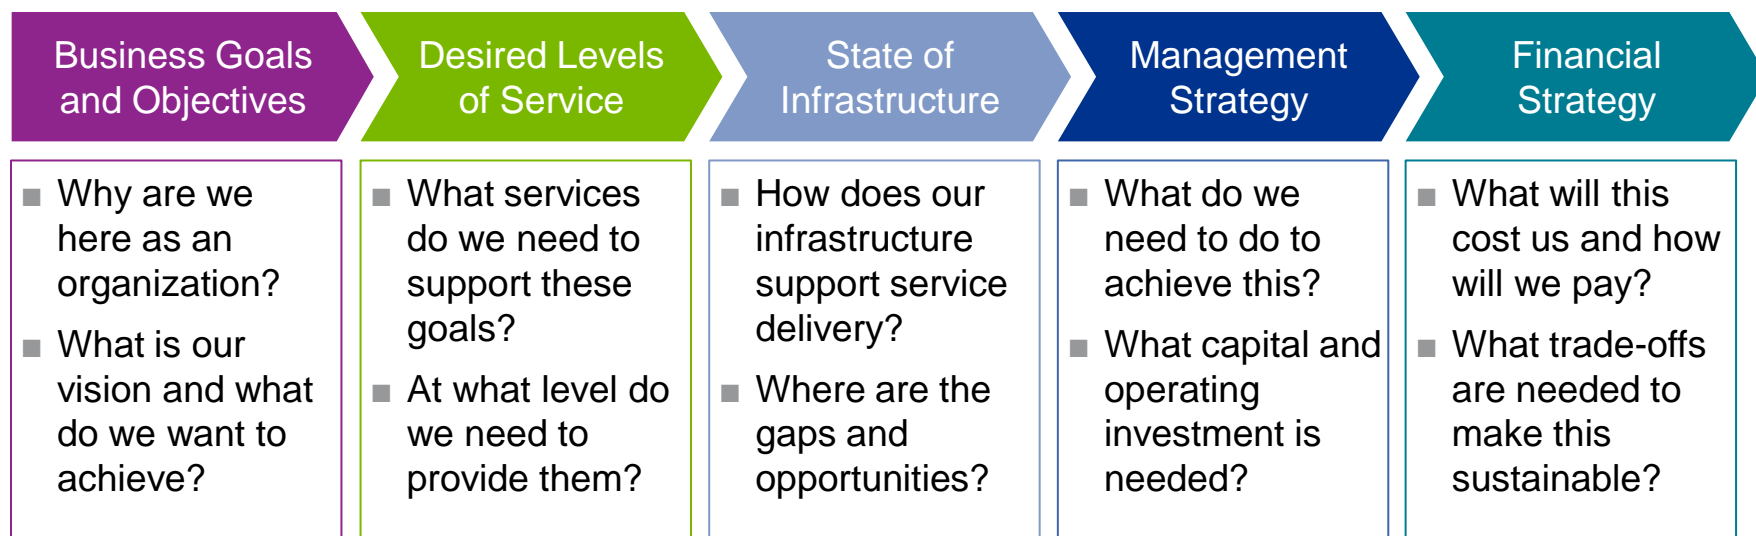 Business Goals
and Objectives
Desired Levels
of Service
State of
Infrastructure
Management
Strategy
Financial
Strategy
■ Why are we
here as an
organization?
■ What is our
vision and what
do we want to
achieve?
■ What services
do we need to
support these
goals?
■ At what level do
we need to
provide them?
■ How does our
infrastructure
support service
delivery?
■ Where are the
gaps and
opportunities?
■ What do we
need to do to
achieve this?
■ What capital and
operating
investment is
needed?
■ What will this
cost us and how
will we pay?
■ What trade-offs
are needed to
make this
sustainable?